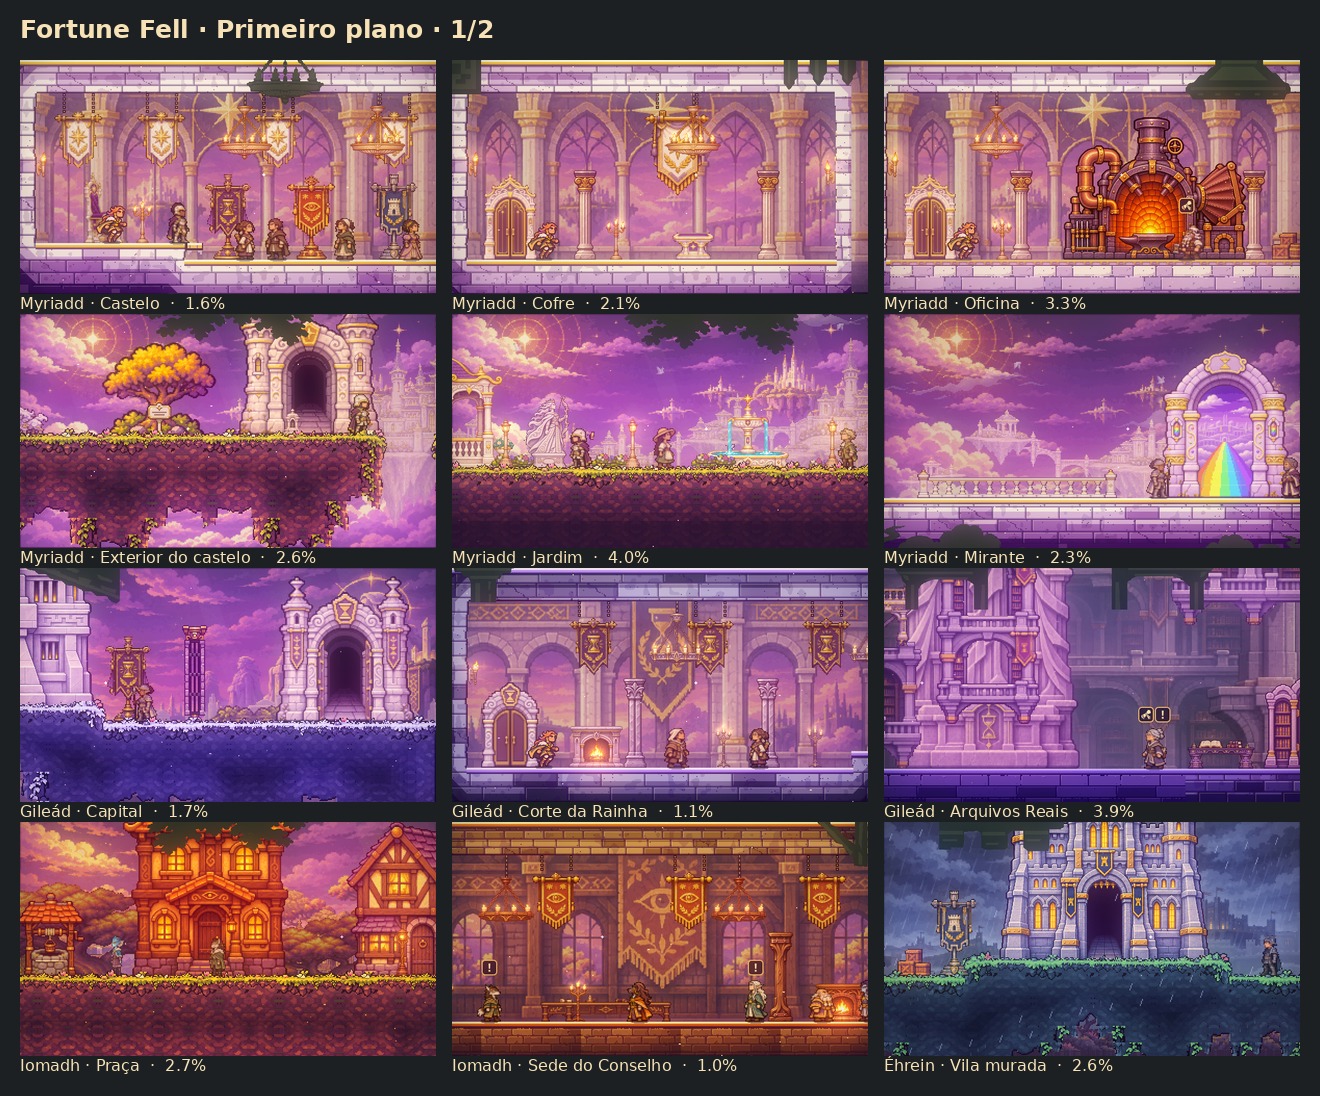 Fortune Fell · Primeiro plano · 1/2
Myriadd · Castelo · 1.6%
Myriadd · Cofre · 2.1%
Myriadd · Oficina · 3.3%
Myriadd · Exterior do castelo · 2.6%
Myriadd · Jardim · 4.0%
Myriadd · Mirante · 2.3%
Gileád · Capital · 1.7%
Gileád · Corte da Rainha · 1.1%
Gileád · Arquivos Reais · 3.9%
Iomadh · Praça · 2.7%
Iomadh · Sede do Conselho · 1.0%
Éhrein · Vila murada · 2.6%